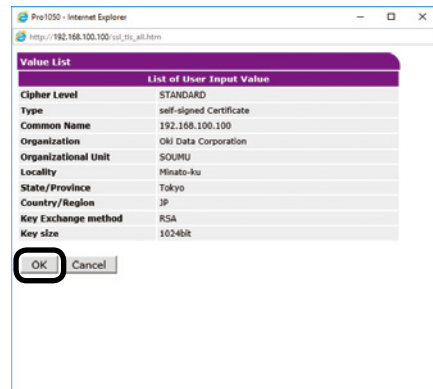 Pro1050 - Internet Explorer
http://192.168.100.100/ssl_tls_all.htm
Value List
List of User Input Value
Cipher Level STANDARD
Type self-signed Certificate
Common Name 192.168.100.100
Organization Oki Data Corporation
Organizational Unit SOUMU
Locality Minato-ku
State/Province Tokyo
Country/Region JP
Key Exchange method RSA
Key size 1024bit
OK Cancel